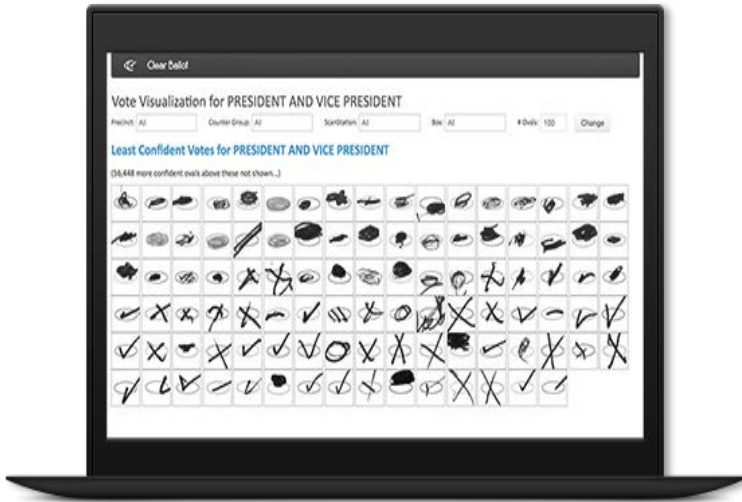 Clear Ballot
Vote Visualization for PRESIDENT AND VICE PRESIDENT
Precinct: All Counter Group: All ScanStation: All Box: All # Ovals: 100 Change
Least Confident Votes for PRESIDENT AND VICE PRESIDENT
(56,448 more confident ovals above these not shown...)